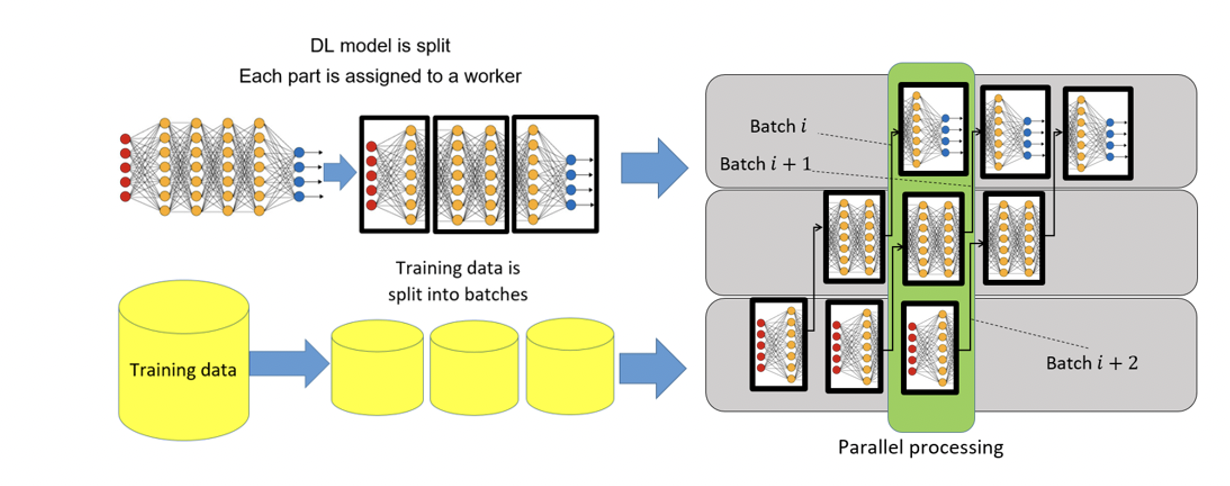 DL model is split
Each part is assigned to a worker
Training data is
split into batches
Training data
Batch i
Batch i + 1
Batch i + 2
Parallel processing